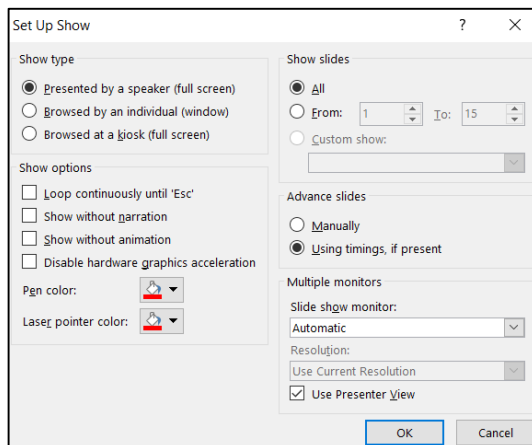 Set Up Show ? X
Show type
Presented by a speaker (full screen)
Browsed by an individual (window)
Browsed at a kiosk (full screen)
Show options
Loop continuously until 'Esc'
Show without narration
Show without animation
Disable hardware graphics acceleration
Pen color:
Laser pointer color:
Show slides
All
From: 1 To: 15
Custom show:
Advance slides
Manually
Using timings, if present
Multiple monitors
Slide show monitor:
Automatic
Resolution:
Use Current Resolution
Use Presenter View
OK Cancel